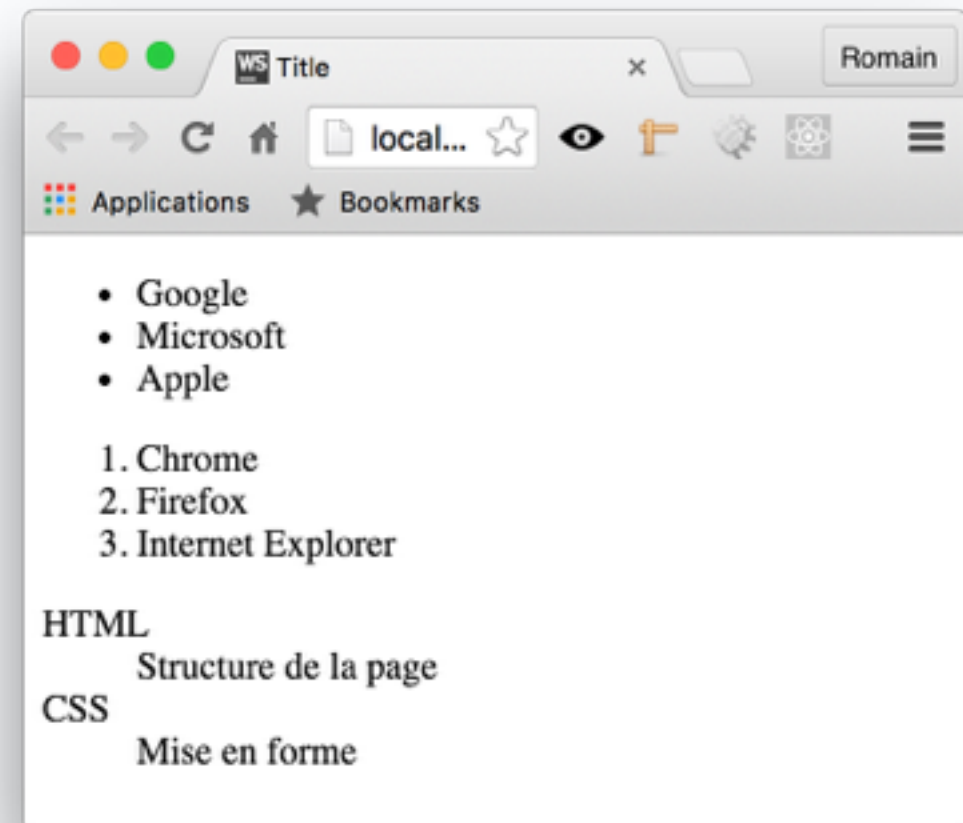 WS Title
Romain
local...
Applications Bookmarks
• Google
• Microsoft
• Apple
1. Chrome
2. Firefox
3. Internet Explorer
HTML
Structure de la page
CSS
Mise en forme